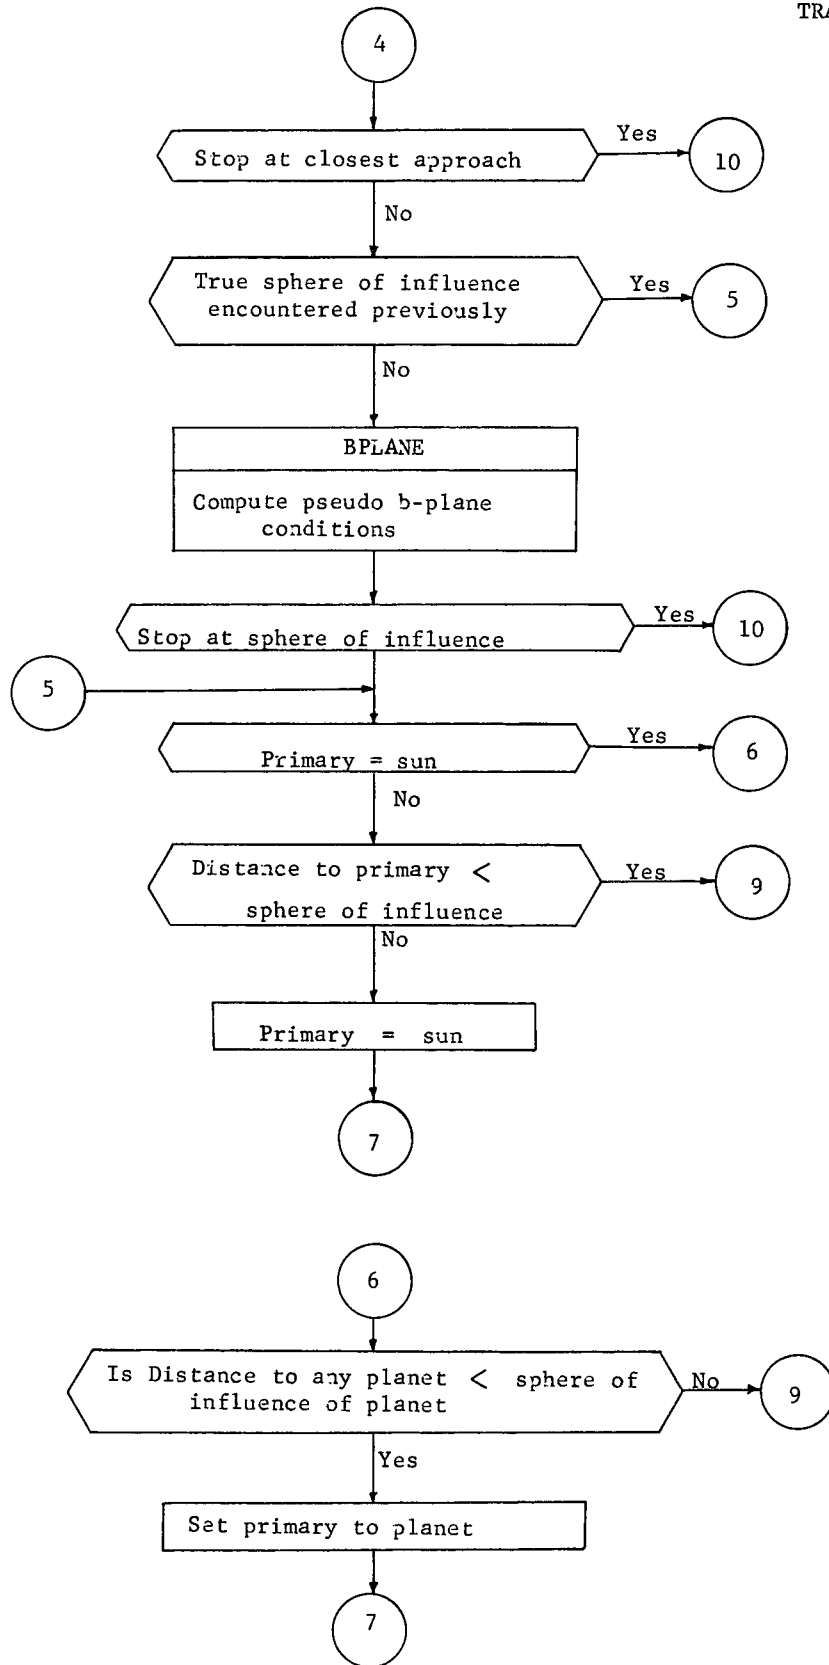 TRA
4
Stop at closest approach
Yes
10
No
True sphere of influence
encountered previously
Yes
5
No
BPLANE
Compute pseudo b-plane
conditions
Stop at sphere of influence
Yes
10
5
Primary = sun
Yes
6
No
Distance to primary <
sphere of influence
Yes
9
No
Primary = sun
7
6
Is Distance to any planet < sphere of
influence of planet
No
9
Yes
Set primary to planet
7